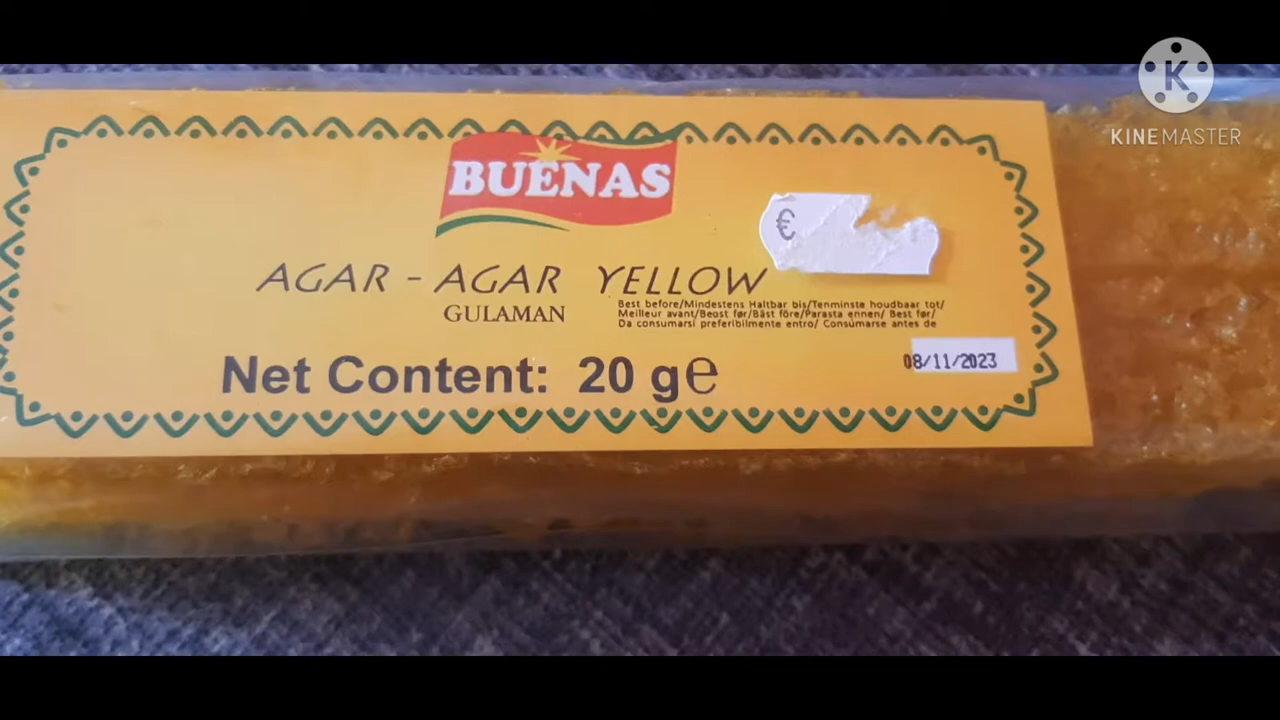 KINEMASTER
BUENAS
€
AGAR - AGAR YELLOW
GULAMAN
Best before/Mindestens Haltbar bis/Tenminste houdbaar tot/
Meilleur avant/Beost før/Bäst före/Parasta ennen/ Best før/
Da consumarsi preferibilmente entro/ Consumarse antes de
Net Content: 20 g℮
08/11/2023